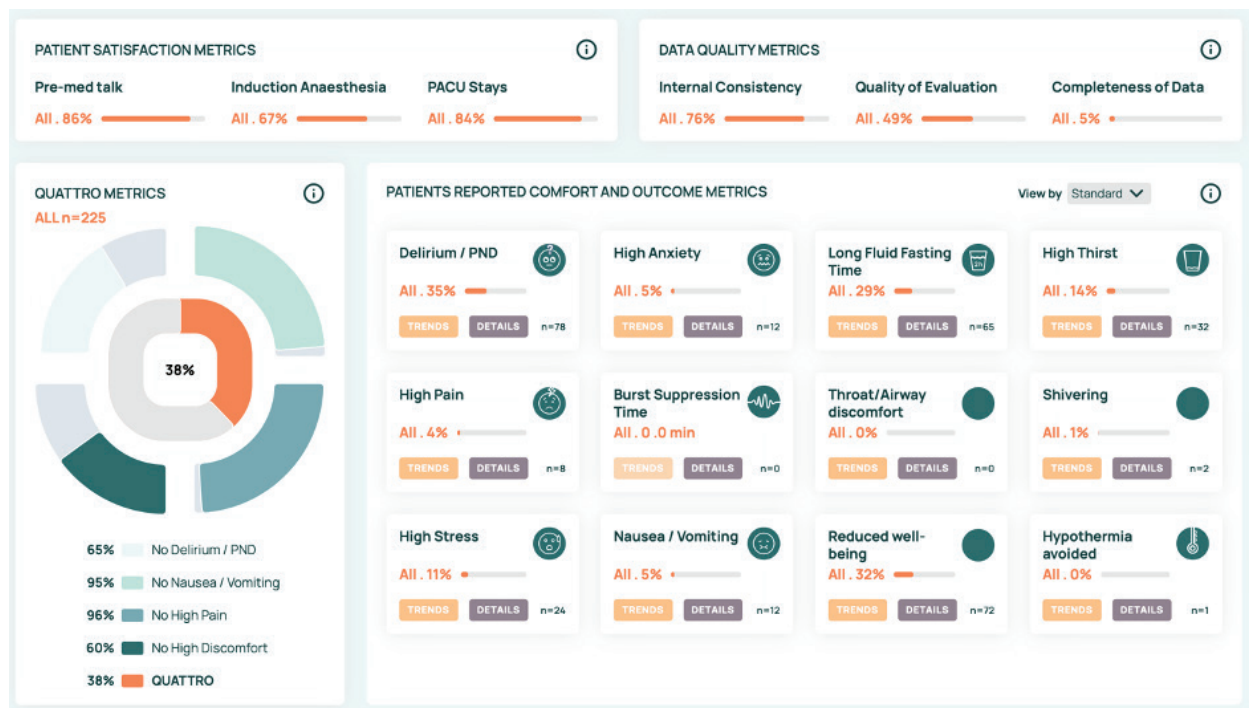 PATIENT SATISFACTION METRICS
Pre-med talk
All . 86%
Induction Anaesthesia
All . 67%
PACU Stays
All . 84%
DATA QUALITY METRICS
Internal Consistency
All . 76%
Quality of Evaluation
All . 49%
Completeness of Data
All . 5%
QUATTRO METRICS
ALL n=225
38%
65% No Delirium / PND
95% No Nausea / Vomiting
96% No High Pain
60% No High Discomfort
38% QUATTRO
PATIENTS REPORTED COMFORT AND OUTCOME METRICS
View by Standard
Delirium / PND
All . 35%
TRENDS DETAILS n=78
High Anxiety
All . 5%
TRENDS DETAILS n=12
Long Fluid Fasting
Time
2h
All . 29%
TRENDS DETAILS n=65
High Thirst
All . 14%
TRENDS DETAILS n=32
High Pain
All . 4%
TRENDS DETAILS n=8
Burst Suppression
Time
All . 0 .0 min
TRENDS DETAILS n=0
Throat/Airway
discomfort
All . 0%
TRENDS DETAILS n=0
Shivering
All . 1%
TRENDS DETAILS n=2
High Stress
All . 11%
TRENDS DETAILS n=24
Nausea / Vomiting
All . 5%
TRENDS DETAILS n=12
Reduced well-
being
All . 32%
TRENDS DETAILS n=72
Hypothermia
avoided
All . 0%
TRENDS DETAILS n=1